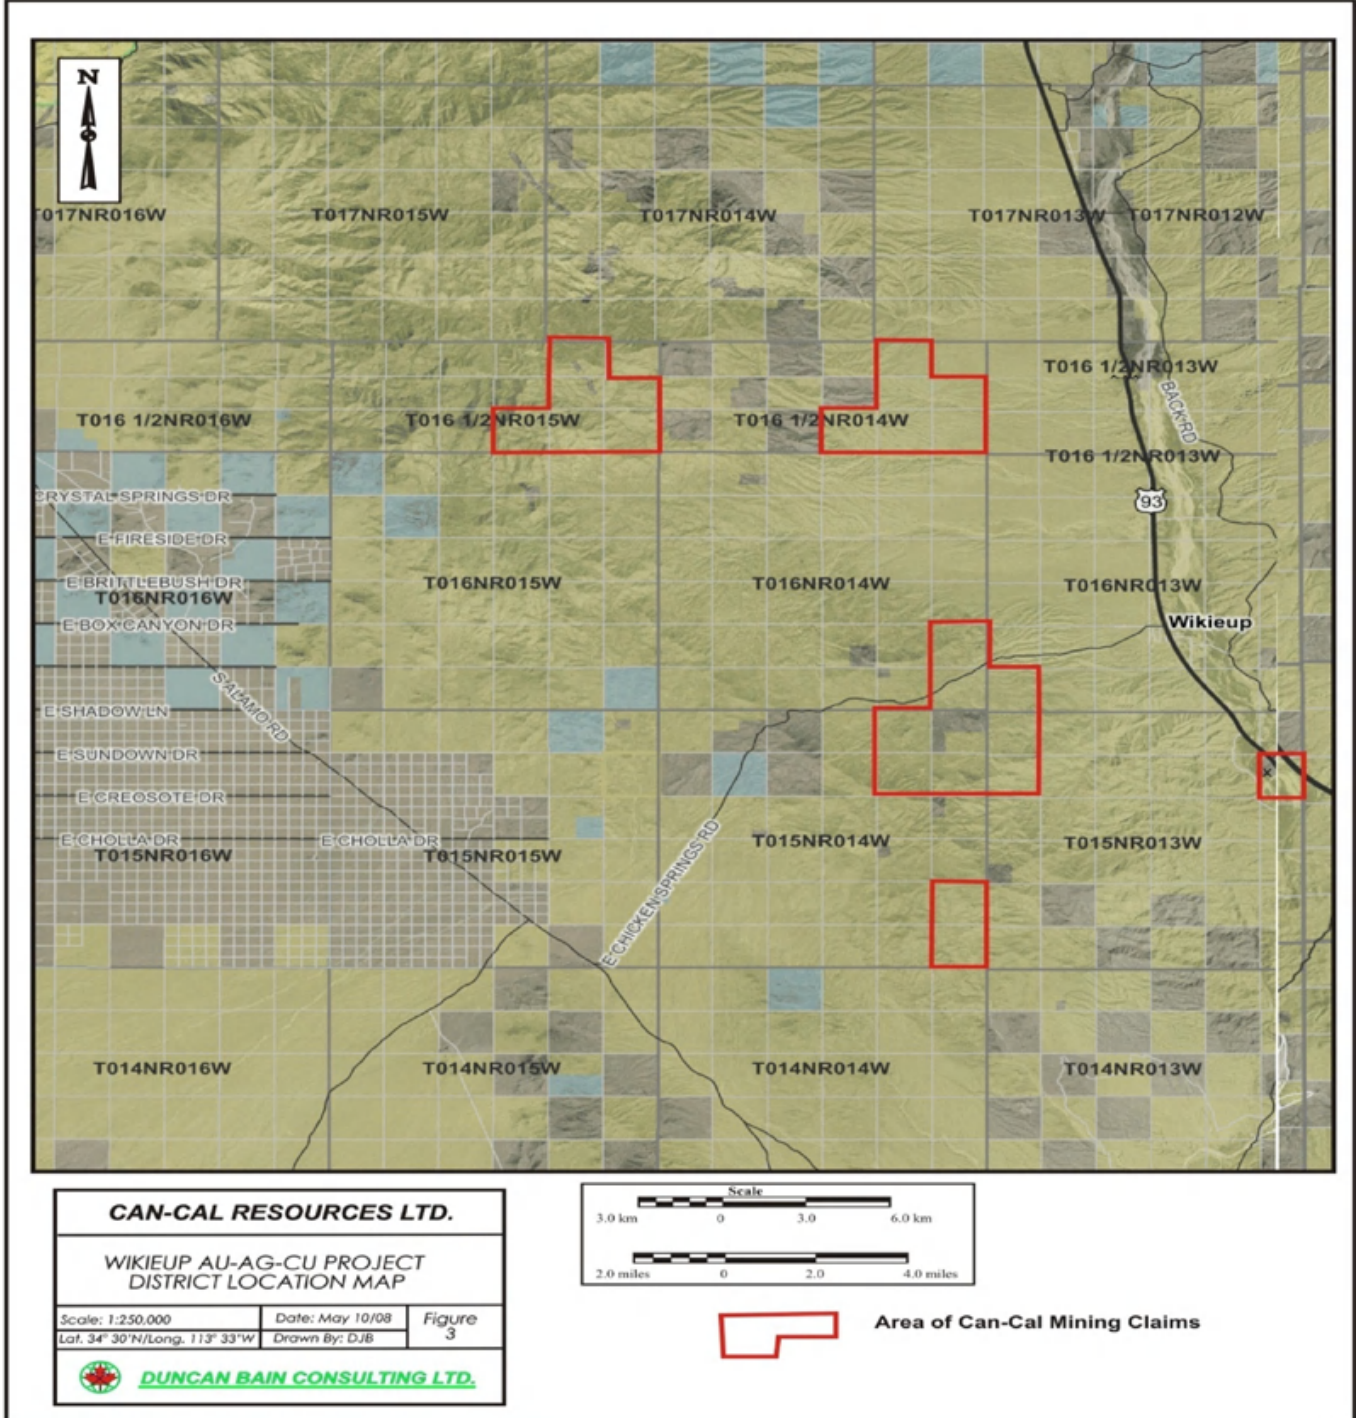 N
T017NR016W
T017NR015W
T017NR014W
T017NR013W
T017NR012W
T016 1/2NR013W
BACK RD
T016 1/2NR016W
T016 1/2NR015W
T016 1/2NR014W
T016 1/2NR013W
CRYSTAL SPRINGS DR
93
E FIRESIDE DR
E BRITTLEBUSH DR
T016NR016W
T016NR015W
T016NR014W
T016NR013W
E BOX CANYON DR
Wikieup
S ALAMO RD
E SHADOW LN
E SUNDOWN DR
E CREOSOTE DR
E CHOLLA DR
E CHOLLA DR
T015NR016W
T015NR015W
T015NR014W
T015NR013W
E CHICKEN SPRINGS RD
T014NR016W
T014NR015W
T014NR014W
T014NR013W
CAN-CAL RESOURCES LTD.
WIKIEUP AU-AG-CU PROJECT
DISTRICT LOCATION MAP
Scale: 1:250,000
Date: May 10/08
Figure
3
Lat. 34° 30'N/Long. 113° 33'W
Drawn By: DJB
DUNCAN BAIN CONSULTING LTD.
Scale
3.0 km 0 3.0 6.0 km
2.0 miles 0 2.0 4.0 miles
Area of Can-Cal Mining Claims